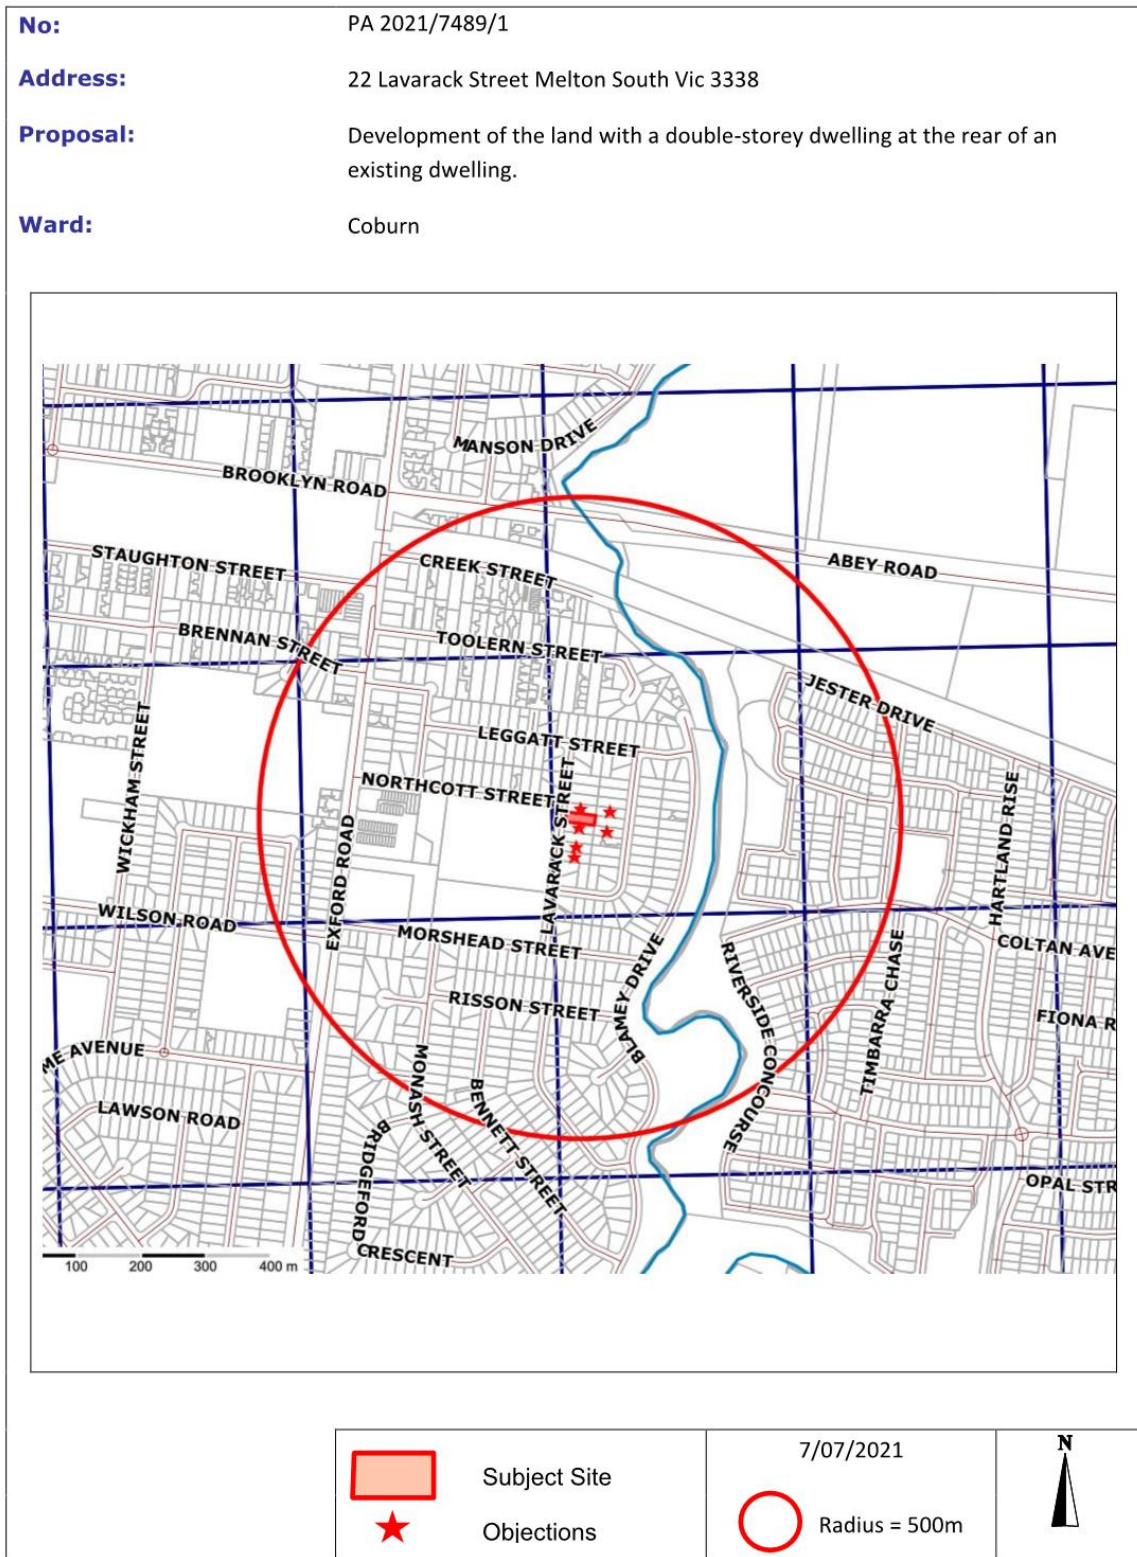 No: PA 2021/7489/1
Address: 22 Lavarack Street Melton South Vic 3338
Proposal: Development of the land with a double-storey dwelling at the rear of an
existing dwelling.
Ward: Coburn
MANSON DRIVE
BROOKLYN ROAD
STAUGHTON STREET
CREEK STREET
ABEY ROAD
BRENNAN STREET
TOOLERN STREET
JESTER DRIVE
WICKHAM STREET
LEGGATT STREET
NORTHCOTT STREET
LAVARACK STREET
EXFORD ROAD
HARTLAND RISE
WILSON ROAD
MORSHEAD STREET
COLTAN AVE
RISSON STREET
BLAMEY DRIVE
RIVERSIDE CONCOURSE
TIMBARRA CHASE
FIONA R
ME AVENUE
LAWSON ROAD
MONASH STREET
BENNETT STREET
BRIDGEFORD
CRESCENT
OPAL STR
100 200 300 400 m
Subject Site
Objections
7/07/2021
Radius = 500m
N